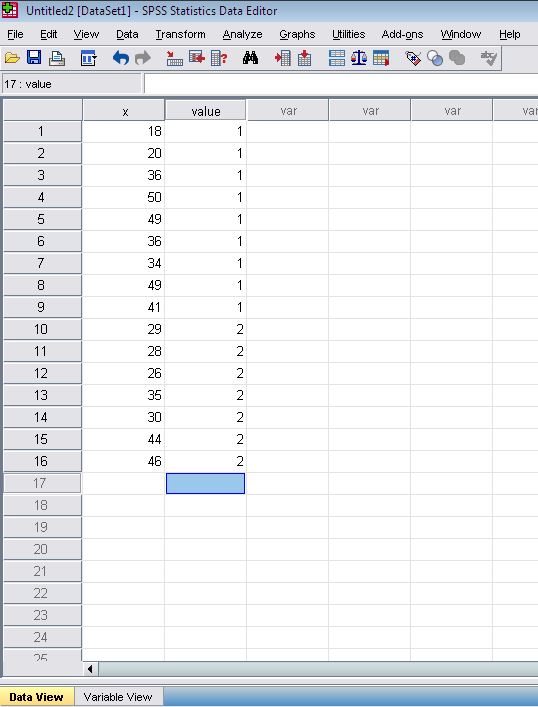 Untitled2 [DataSet1] - SPSS Statistics Data Editor
File Edit View Data Transform Analyze Graphs Utilities Add-ons Window Help
17 : value
x value var var var var
1 18 1
2 20 1
3 36 1
4 50 1
5 49 1
6 36 1
7 34 1
8 49 1
9 41 1
10 29 2
11 28 2
12 26 2
13 35 2
14 30 2
15 44 2
16 46 2
17
18
19
20
21
22
23
24
25
Data View Variable View